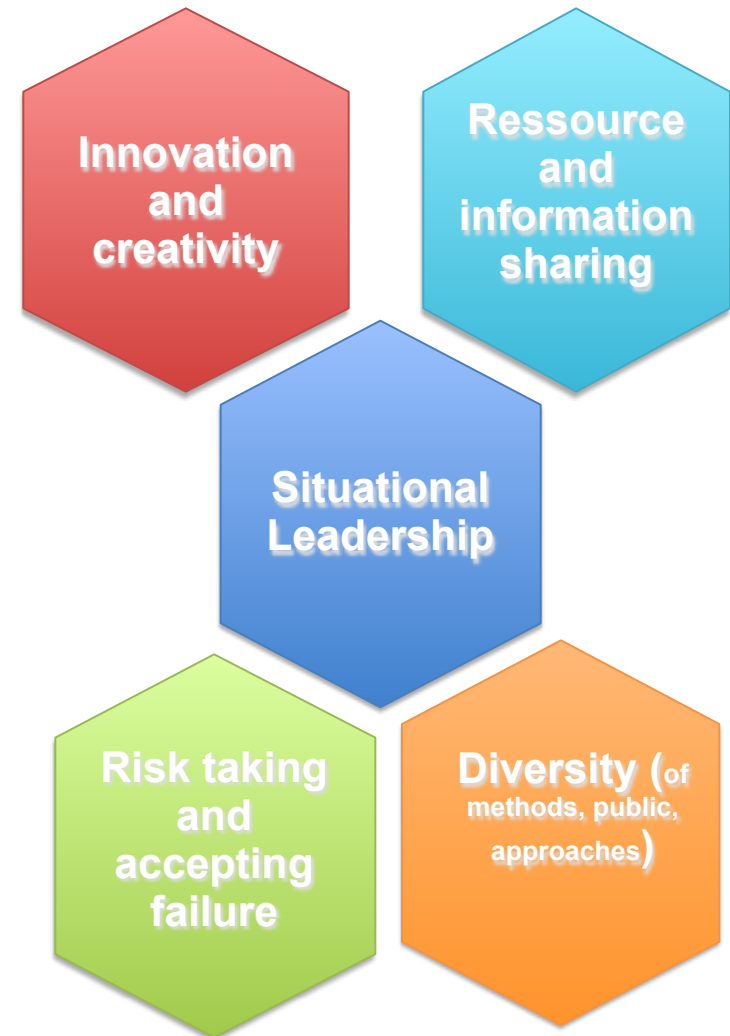 Innovation
and
creativity
Ressource
and
information
sharing
Situational
Leadership
Risk taking
and
accepting
failure
Diversity (of
methods, public,
approaches)